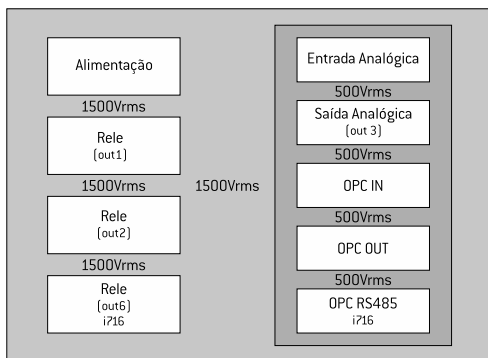 Alimentação
1500Vrms
Rele
(out1)
1500Vrms
Rele
(out2)
1500Vrms
Rele
(out6)
i716
1500Vrms
Entrada Analógica
500Vrms
Saída Analógica
(out 3)
500Vrms
OPC IN
500Vrms
OPC OUT
500Vrms
OPC RS485
i716